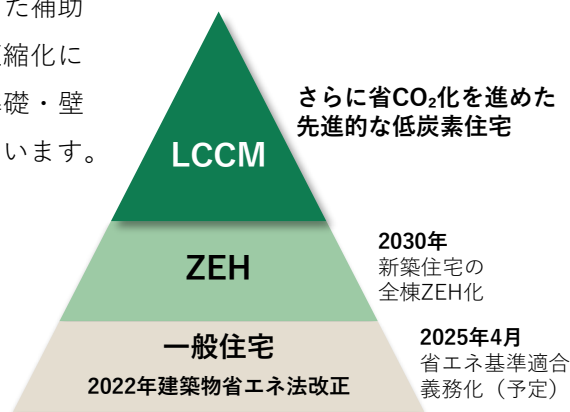 た補助
縮化に
礎・壁
います。
さらに省CO₂化を進めた
先進的な低炭素住宅
LCCM
2030年
新築住宅の
全棟ZEH化
ZEH
2025年4月
省エネ基準適合
義務化（予定）
一般住宅
2022年建築物省エネ法改正